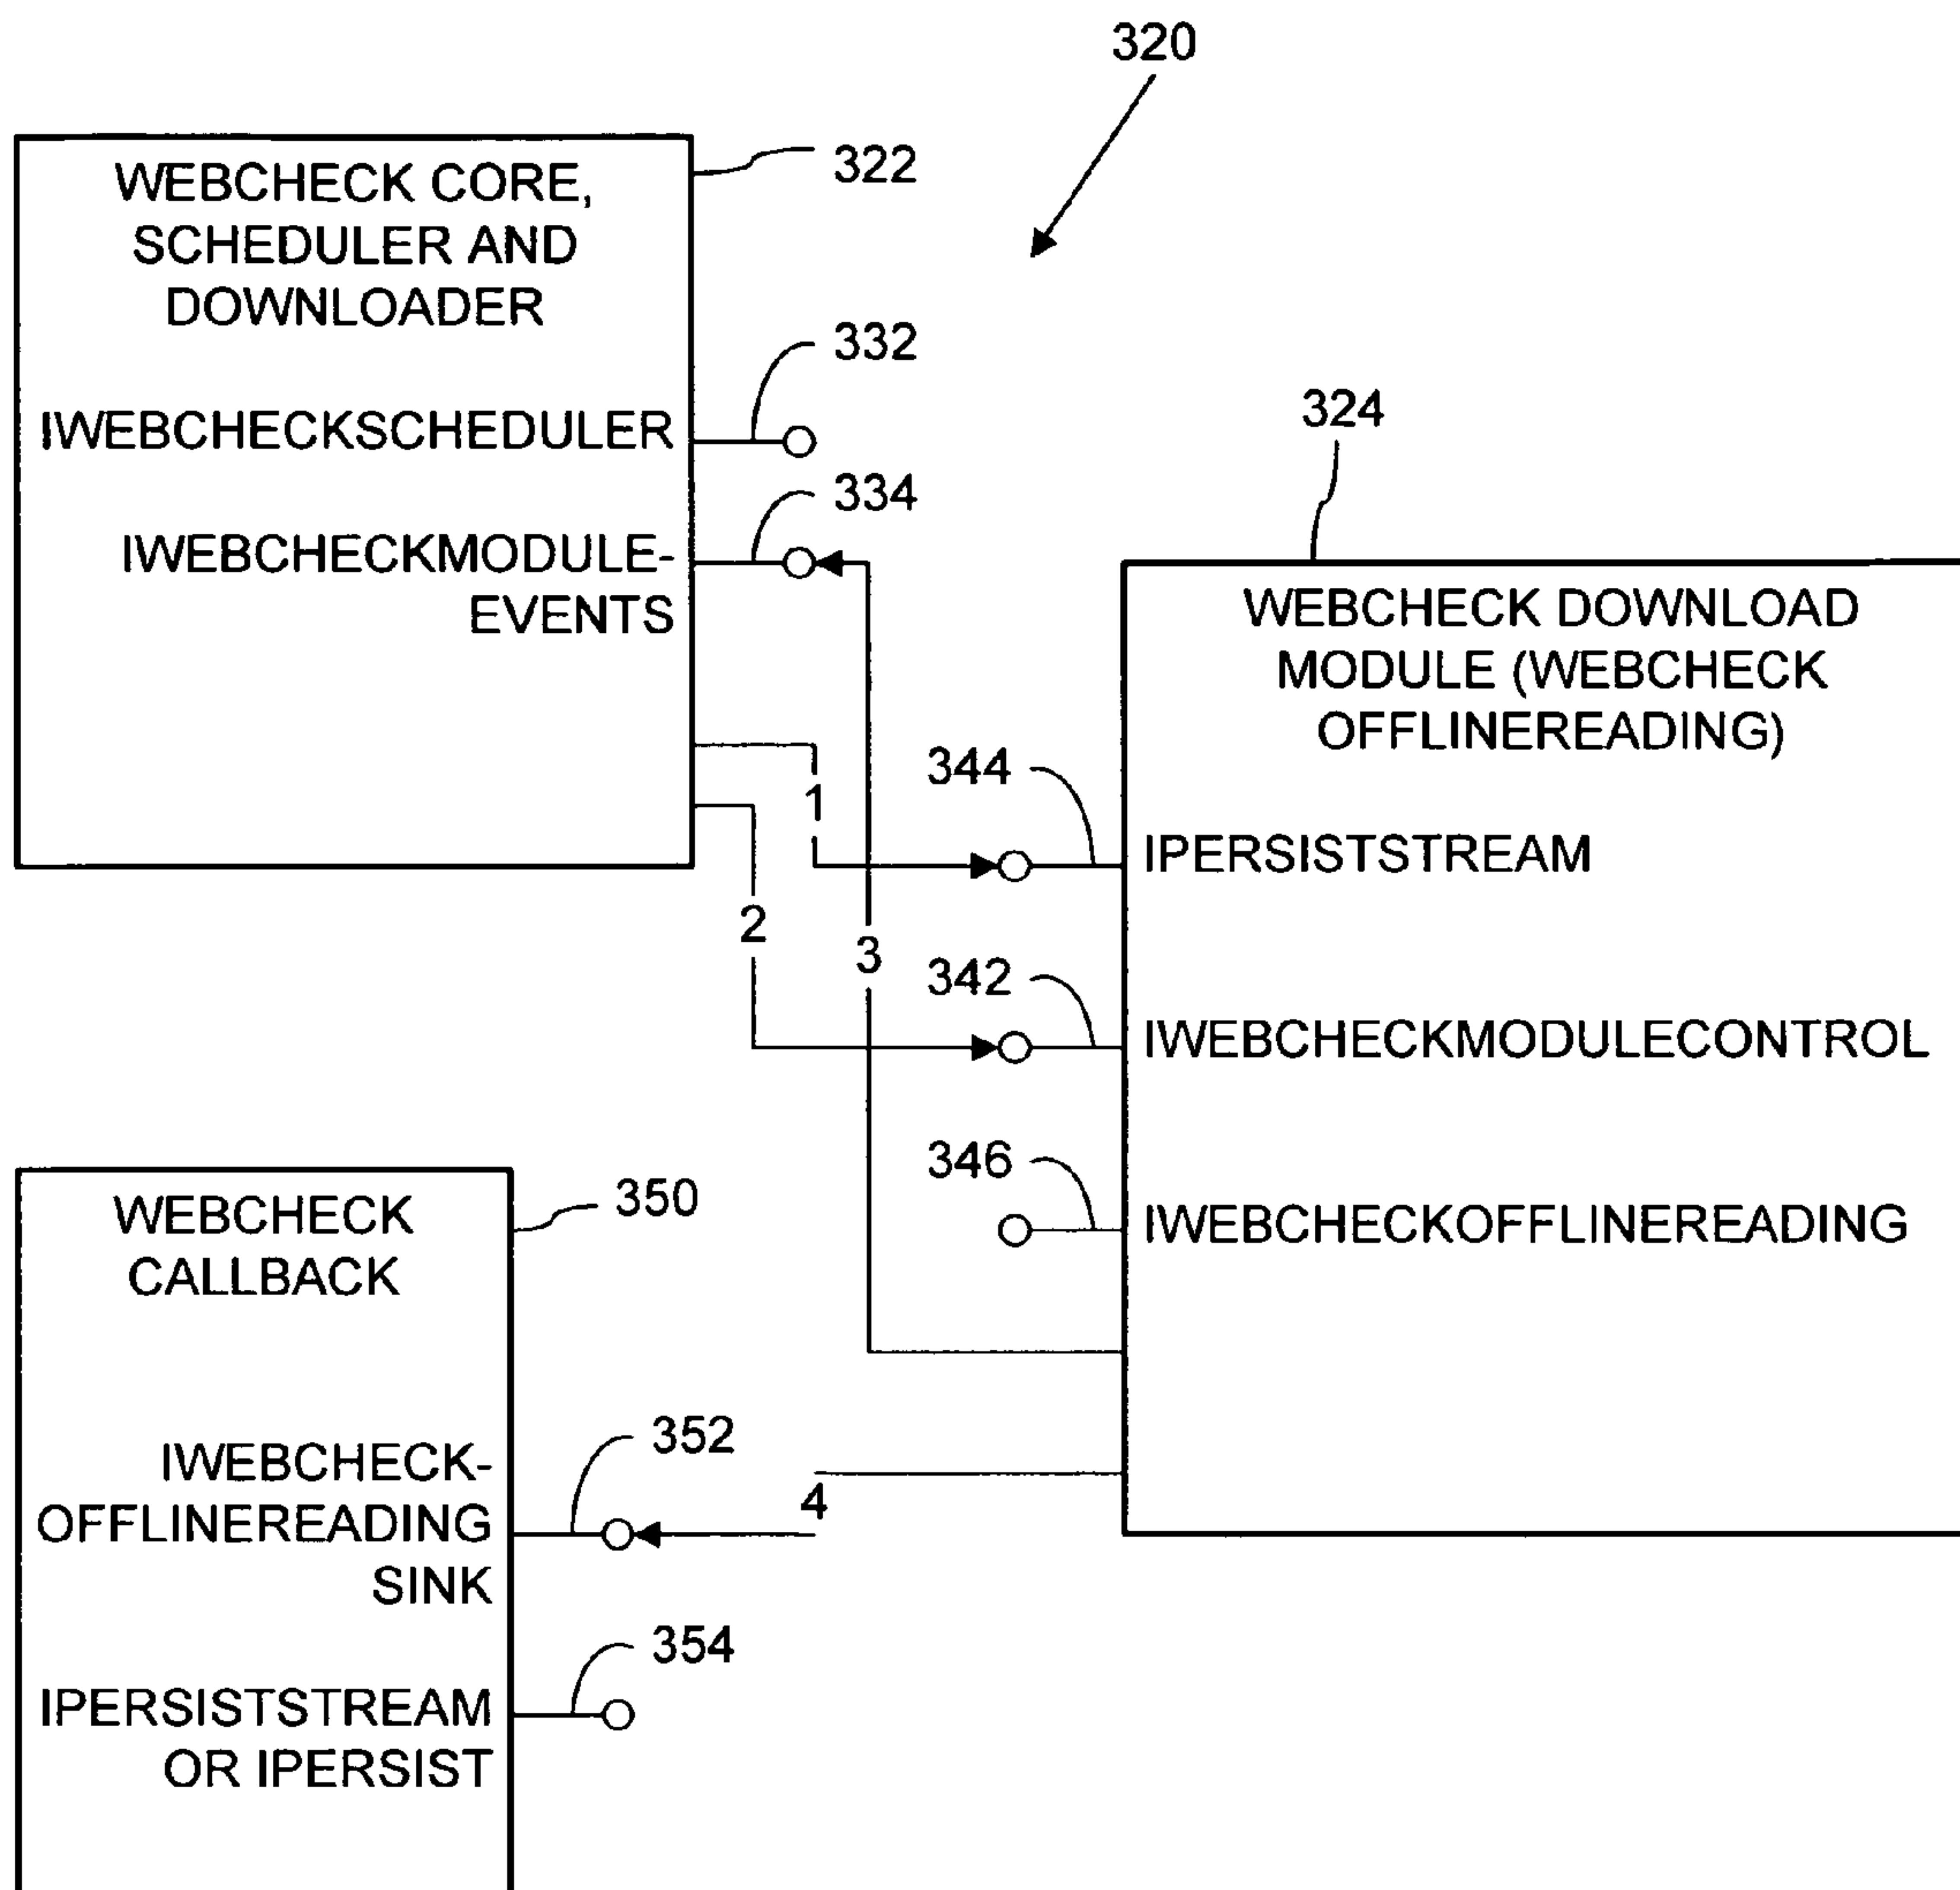 320
WEBCHECK CORE,
SCHEDULER AND
DOWNLOADER
322
IWEBCHECKSCHEDULER
332
IWEBCHECKMODULE-
EVENTS
334
1
2
3
324
WEBCHECK DOWNLOAD
MODULE (WEBCHECK
OFFLINEREADING)
344
IPERSISTSTREAM
342
IWEBCHECKMODULECONTROL
346
IWEBCHECKOFFLINEREADING
WEBCHECK
CALLBACK
350
IWEBCHECK-
OFFLINEREADING
SINK
352
4
IPERSISTSTREAM
OR IPERSIST
354